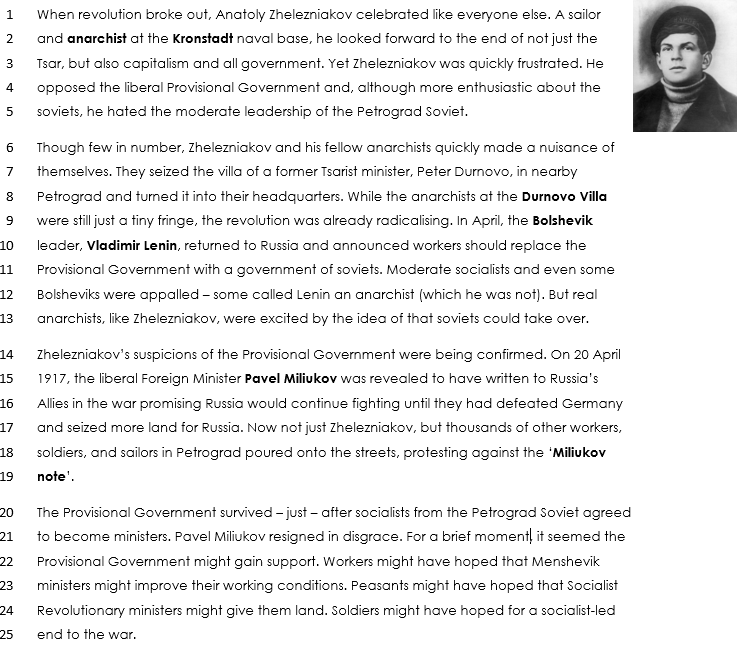 1 When revolution broke out, Anatoly Zhelezniakov celebrated like everyone else. A sailor
2 and anarchist at the Kronstadt naval base, he looked forward to the end of not just the
3 Tsar, but also capitalism and all government. Yet Zhelezniakov was quickly frustrated. He
4 opposed the liberal Provisional Government and, although more enthusiastic about the
5 soviets, he hated the moderate leadership of the Petrograd Soviet.
6 Though few in number, Zhelezniakov and his fellow anarchists quickly made a nuisance of
7 themselves. They seized the villa of a former Tsarist minister, Peter Durnovo, in nearby
8 Petrograd and turned it into their headquarters. While the anarchists at the Durnovo Villa
9 were still just a tiny fringe, the revolution was already radicalising. In April, the Bolshevik
10 leader, Vladimir Lenin, returned to Russia and announced workers should replace the
11 Provisional Government with a government of soviets. Moderate socialists and even some
12 Bolsheviks were appalled – some called Lenin an anarchist (which he was not). But real
13 anarchists, like Zhelezniakov, were excited by the idea of that soviets could take over.
14 Zhelezniakov's suspicions of the Provisional Government were being confirmed. On 20 April
15 1917, the liberal Foreign Minister Pavel Miliukov was revealed to have written to Russia's
16 Allies in the war promising Russia would continue fighting until they had defeated Germany
17 and seized more land for Russia. Now not just Zhelezniakov, but thousands of other workers,
18 soldiers, and sailors in Petrograd poured onto the streets, protesting against the 'Miliukov
19 note'.
20 The Provisional Government survived – just – after socialists from the Petrograd Soviet agreed
21 to become ministers. Pavel Miliukov resigned in disgrace. For a brief moment, it seemed the
22 Provisional Government might gain support. Workers might have hoped that Menshevik
23 ministers might improve their working conditions. Peasants might have hoped that Socialist
24 Revolutionary ministers might give them land. Soldiers might have hoped for a socialist-led
25 end to the war.